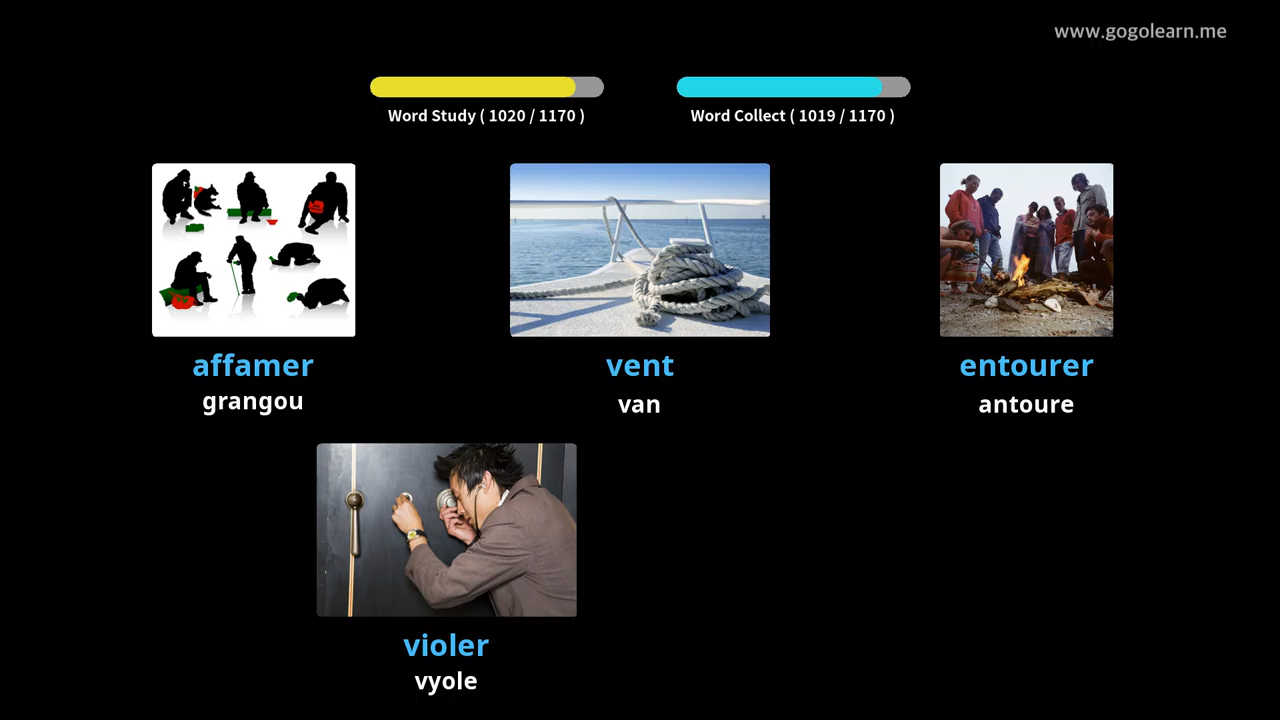 www.gogolearn.me
Word Study ( 1020 / 1170 )
Word Collect ( 1019 / 1170 )
affamer
grangou
vent
van
entourer
antoure
violer
vyole